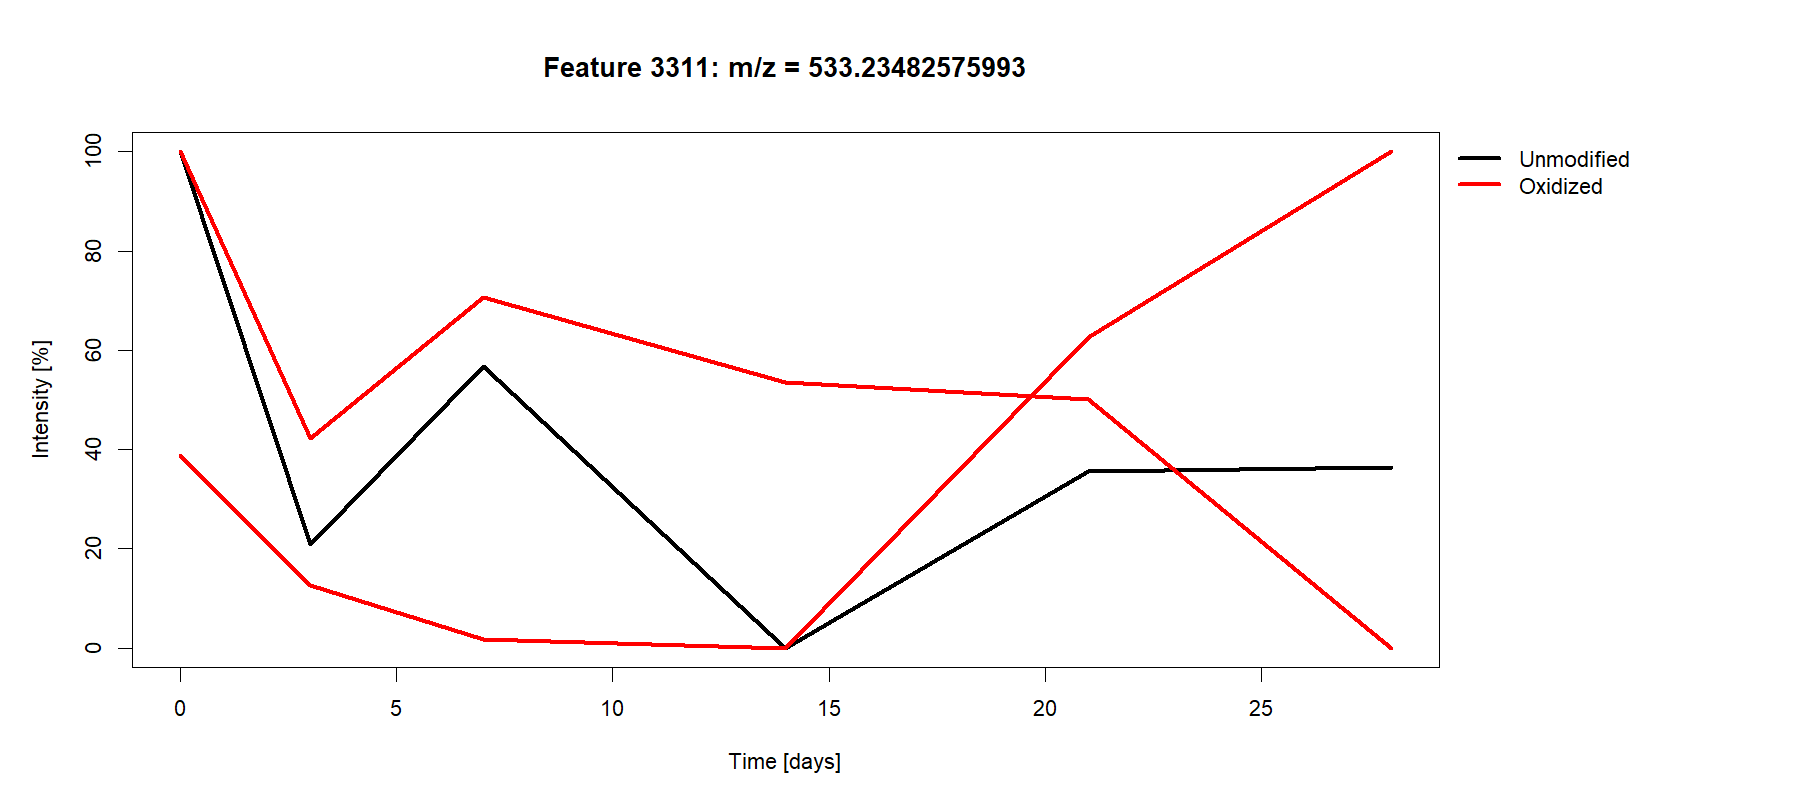 Feature 3311: m/z = 533.23482575993
Unmodified
Oxidized
Intensity [%]
100
80
60
40
20
0
0 5 10 15 20 25
Time [days]